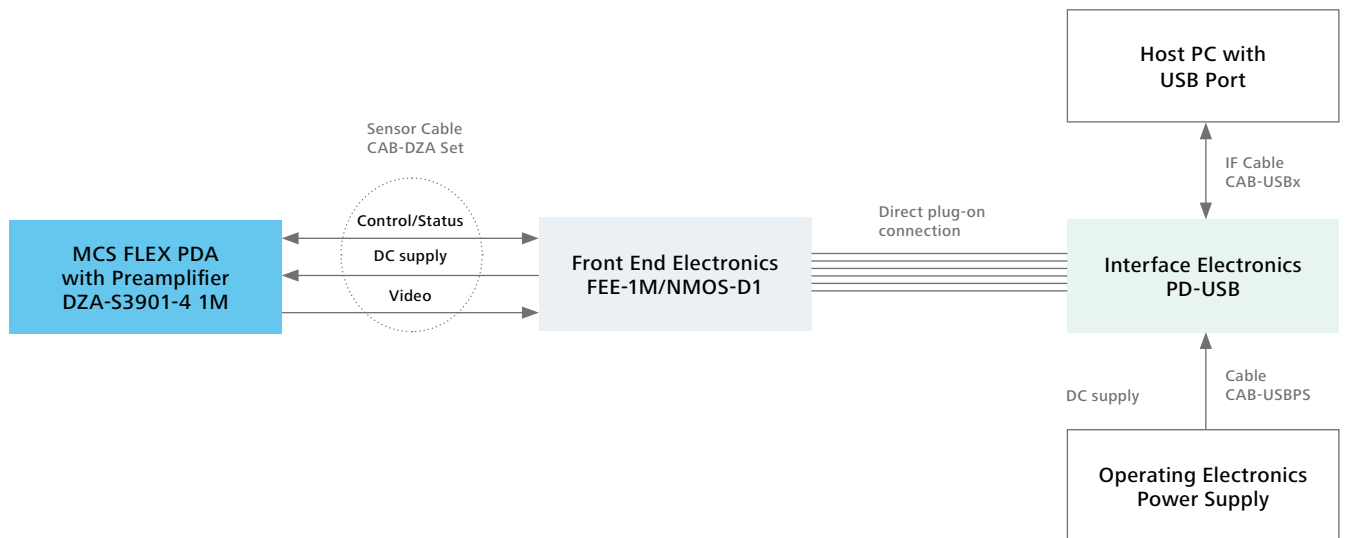 Host PC with
USB Port
Sensor Cable
CAB-DZA Set
IF Cable
CAB-USBx
Control/Status
DC supply
Video
MCS FLEX PDA
with Preamplifier
DZA-S3901-4 1M
Front End Electronics
FEE-1M/NMOS-D1
Direct plug-on
connection
Interface Electronics
PD-USB
DC supply
Cable
CAB-USBPS
Operating Electronics
Power Supply